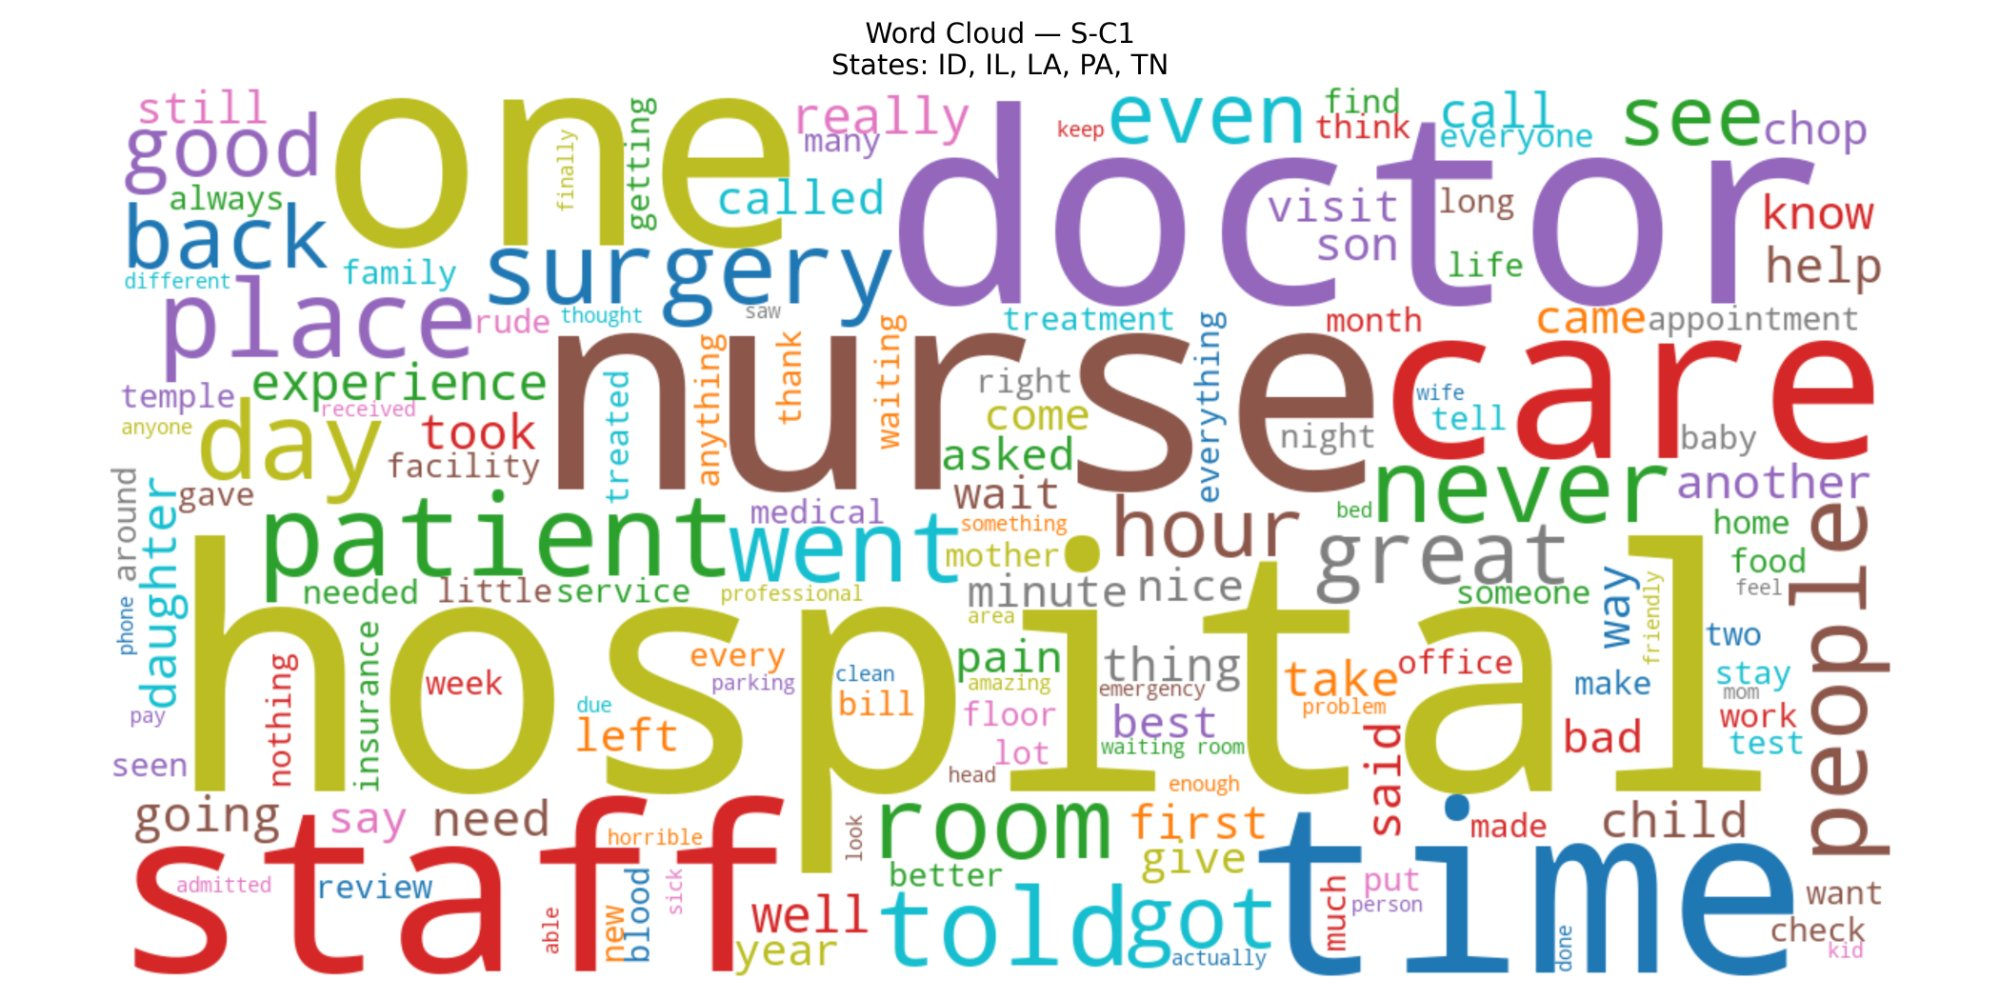 Word Cloud — S-C1
States: ID, IL, LA, PA, TN
still
good
one
finally
getting
really
many
keep
even
find
think
call
everyone
see
chop
always
called
doctor
visit
son
long
know
back
different
family
surgery
life
help
place
rude
thought
saw
treatment
month
came
appointment
nurse
care
temple
experience
received
treated
anything
thank
waiting
right
come
everything
wife
tell
anyone
day
took
facility
asked
night
baby
around
daughter
gave
patient
medical
went
wait
something
mother
hour
bed
never
another
great
home
food
feel
people
needed
little
service
professional
minute
nice
someone
way
friendly
phone
hospital
area
two
nothing
insurance
week
every
parking
clean
bill
pain
amazing
thing
emergency
take
office
problem
make
stay
mom
pay
due
left
floor
best
lot
waiting room
said
bad
work
test
seen
head
enough
going
say
need
horrible
look
room
first
made
child
staff
give
time
admitted
review
better
much
put
person
want
able
new
blood
sick
well
year
told
got
actually
done
check
kid